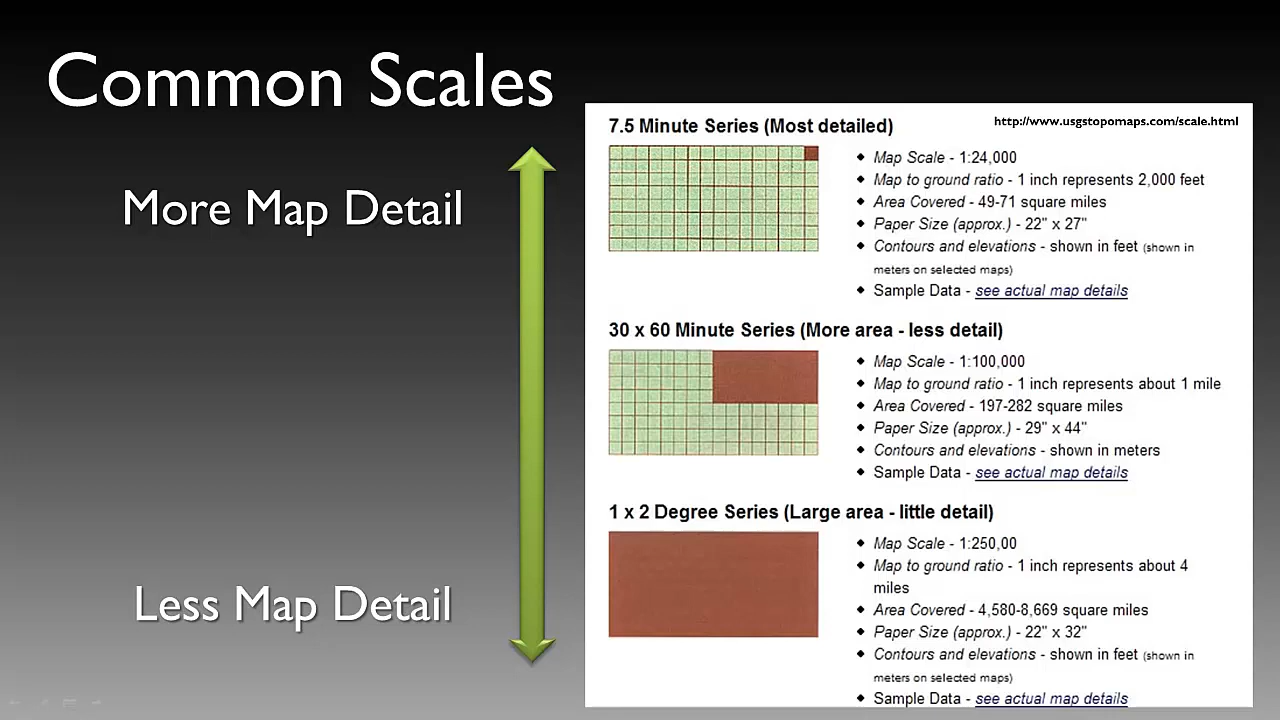 Common Scales
More Map Detail
Less Map Detail
http://www.usgstopomaps.com/scale.html
7.5 Minute Series (Most detailed)
Map Scale - 1:24,000
Map to ground ratio - 1 inch represents 2,000 feet
Area Covered - 49-71 square miles
Paper Size (approx.) - 22" x 27"
Contours and elevations - shown in feet (shown in
meters on selected maps)
Sample Data - see actual map details
30 x 60 Minute Series (More area - less detail)
Map Scale - 1:100,000
Map to ground ratio - 1 inch represents about 1 mile
Area Covered - 197-282 square miles
Paper Size (approx.) - 29" x 44"
Contours and elevations - shown in meters
Sample Data - see actual map details
1 x 2 Degree Series (Large area - little detail)
Map Scale - 1:250,00
Map to ground ratio - 1 inch represents about 4
miles
Area Covered - 4,580-8,669 square miles
Paper Size (approx.) - 22" x 32"
Contours and elevations - shown in feet (shown in
meters on selected maps)
Sample Data - see actual map details